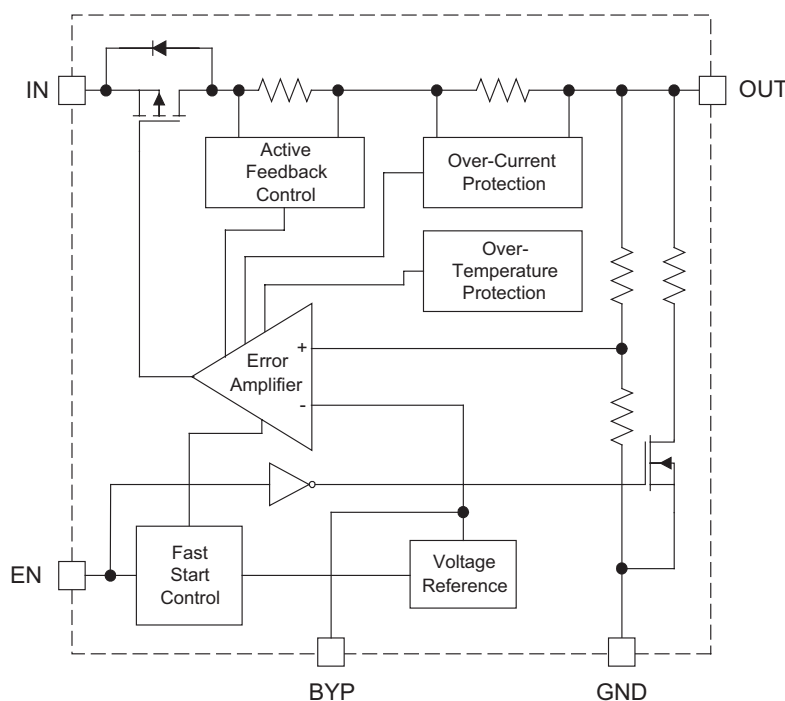 IN
OUT
Active
Feedback
Control
Over-Current
Protection
Over-
Temperature
Protection
Error
Amplifier
+
-
EN
Fast
Start
Control
Voltage
Reference
BYP
GND